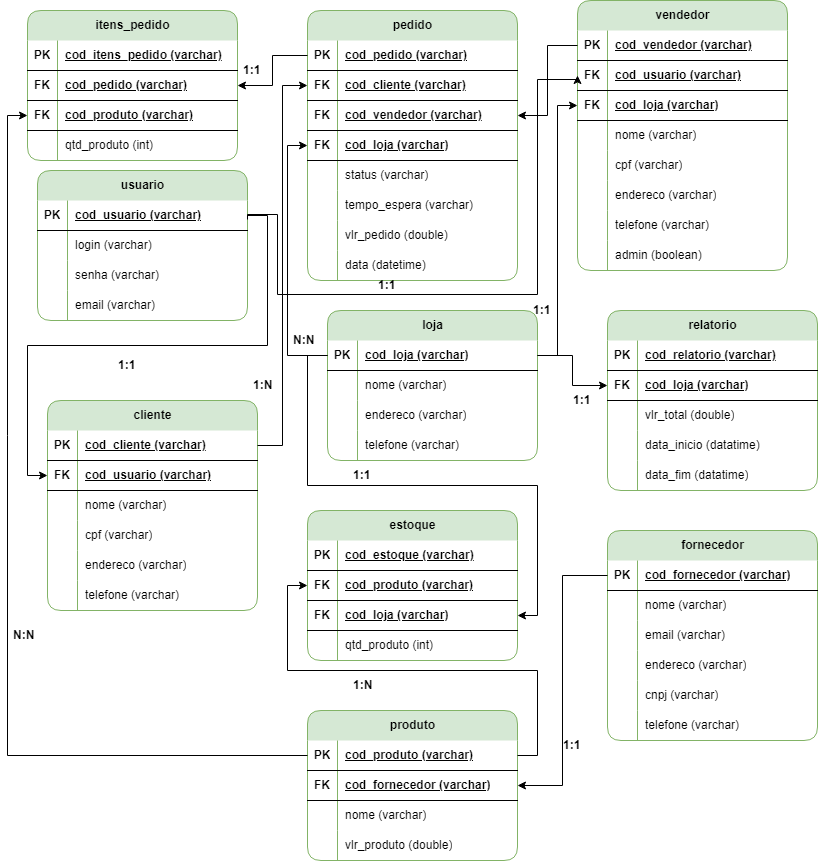 itens_pedido
PK cod_itens_pedido (varchar)
FK cod_pedido (varchar)
FK cod_produto (varchar)
qtd_produto (int)
pedido
PK cod_pedido (varchar)
FK cod_cliente (varchar)
FK cod_vendedor (varchar)
FK cod_loja (varchar)
status (varchar)
tempo_espera (varchar)
vlr_pedido (double)
data (datetime)
vendedor
PK cod_vendedor (varchar)
FK cod_usuario (varchar)
FK cod_loja (varchar)
nome (varchar)
cpf (varchar)
endereco (varchar)
telefone (varchar)
admin (boolean)
1:1
usuario
PK cod_usuario (varchar)
login (varchar)
senha (varchar)
email (varchar)
1:1
1:1
N:N
loja
PK cod_loja (varchar)
nome (varchar)
endereco (varchar)
telefone (varchar)
relatorio
PK cod_relatorio (varchar)
FK cod_loja (varchar)
vlr_total (double)
data_inicio (datatime)
data_fim (datatime)
1:1
1:N
1:1
cliente
PK cod_cliente (varchar)
FK cod_usuario (varchar)
nome (varchar)
cpf (varchar)
endereco (varchar)
telefone (varchar)
1:1
estoque
PK cod_estoque (varchar)
FK cod_produto (varchar)
FK cod_loja (varchar)
qtd_produto (int)
fornecedor
PK cod_fornecedor (varchar)
nome (varchar)
email (varchar)
endereco (varchar)
cnpj (varchar)
telefone (varchar)
N:N
1:N
1:1
produto
PK cod_produto (varchar)
FK cod_fornecedor (varchar)
nome (varchar)
vlr_produto (double)